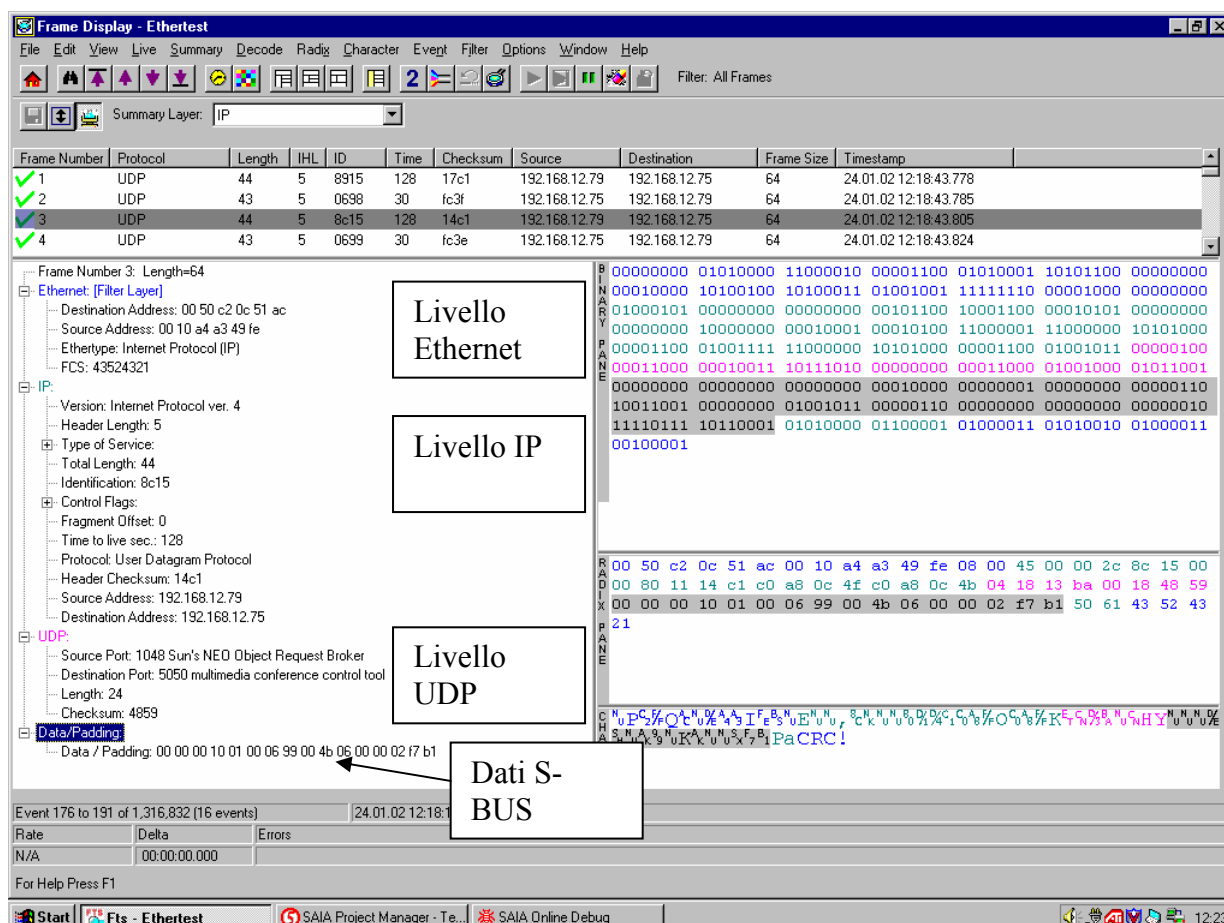 Frame Display - Ethertest
File Edit View Live Summary Decode Radix Character Event Filter Options Window Help
Filter: All Frames
Summary Layer: IP
Frame Number Protocol Length IHL ID Time Checksum Source Destination Frame Size Timestamp
1 UDP 44 5 8915 128 17c1 192.168.12.79 192.168.12.75 64 24.01.02 12:18:43.778
2 UDP 43 5 0698 30 fc3f 192.168.12.75 192.168.12.79 64 24.01.02 12:18:43.785
3 UDP 44 5 8c15 128 14c1 192.168.12.79 192.168.12.75 64 24.01.02 12:18:43.805
4 UDP 43 5 0699 30 fc3e 192.168.12.75 192.168.12.79 64 24.01.02 12:18:43.824
Frame Number 3: Length=64
Ethernet: [Filter Layer]
Destination Address: 00 50 c2 0c 51 ac
Source Address: 00 10 a4 a3 49 fe
Ethertype: Internet Protocol (IP)
FCS: 43524321
IP:
Version: Internet Protocol ver. 4
Header Length: 5
Type of Service:
Total Length: 44
Identification: 8c15
Control Flags:
Fragment Offset: 0
Time to live sec.: 128
Protocol: User Datagram Protocol
Header Checksum: 14c1
Source Address: 192.168.12.79
Destination Address: 192.168.12.75
UDP:
Source Port: 1048 Sun's NEO Object Request Broker
Destination Port: 5050 multimedia conference control tool
Length: 24
Checksum: 4859
Data/Padding:
Data / Padding: 00 00 00 10 01 00 06 99 00 4b 06 00 00 02 f7 b1
Livello
Ethernet
Livello IP
Livello
UDP
Dati S-
BUS
BINARY PANE
00000000 01010000 11000010 00001100 01010001 10101100 00000000
00010000 10100100 10100011 01001001 11111110 00001000 00000000
01000101 00000000 00000000 00101100 10001100 00010101 00000000
00000000 10000000 00010001 00010100 11000001 11000000 10101000
00001100 01001111 11000000 10101000 00001100 01001011 00000100
00011000 00010011 10111010 00000000 00011000 01001000 01011001
00000000 00000000 00000000 00010000 00000001 00000000 00000110
10011001 00000000 01001011 00000110 00000000 00000000 00000010
11110111 10110001 01010000 01100001 01000011 01010010 01000011
00100001
RADIX PANE
00 50 c2 0c 51 ac 00 10 a4 a3 49 fe 08 00 45 00 00 2c 8c 15 00
00 80 11 14 c1 c0 a8 0c 4f c0 a8 0c 4b 04 18 13 ba 00 18 48 59
00 00 00 10 01 00 06 99 00 4b 06 00 00 02 f7 b1 50 61 43 52 43
21
CHA
PaCRC!
Event 176 to 191 of 1,316,832 (16 events) 24.01.02 12:18:1
Rate Delta Errors
N/A 00:00:00.000
For Help Press F1
Start Fts - Ethertest SAIA Project Manager - Te... SAIA Online Debug 12:23